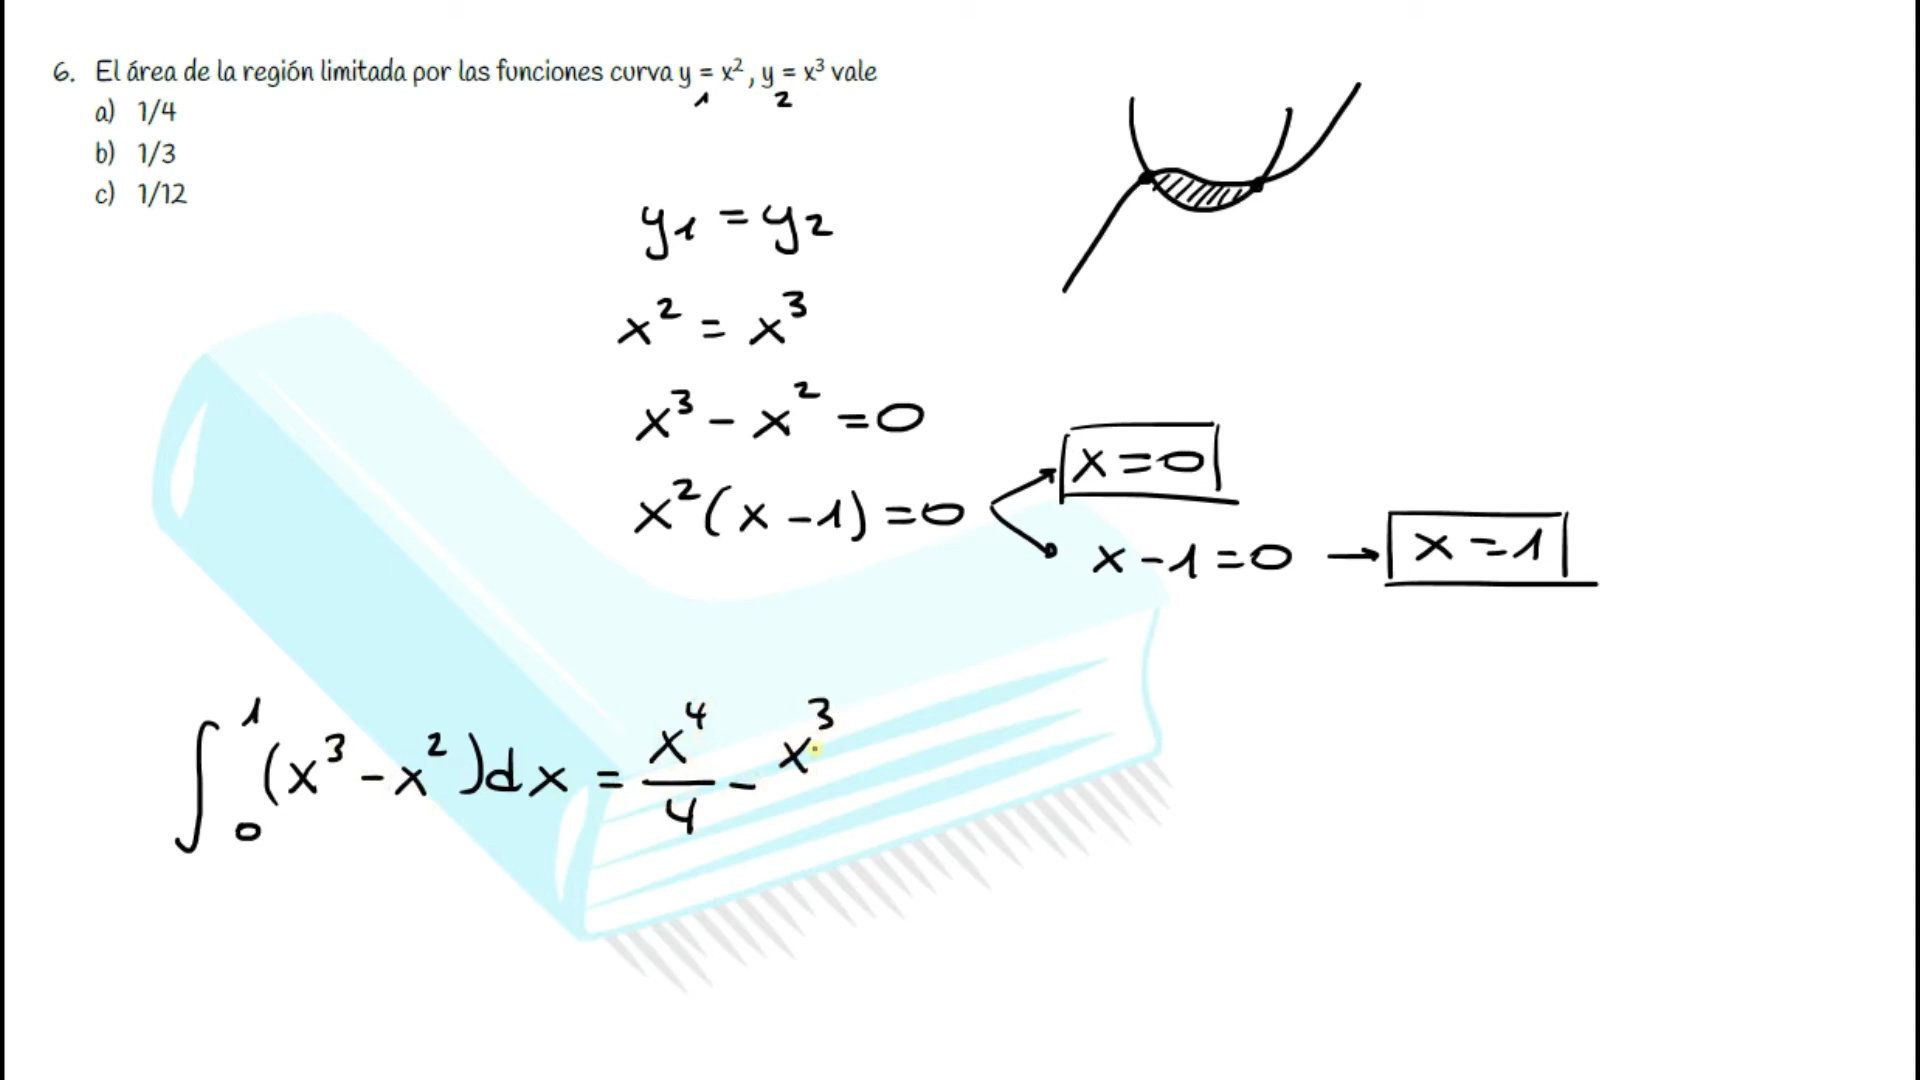 6. El área de la región limitada por las funciones curva y = x², y = x³ vale
1 2
a) 1/4
b) 1/3
c) 1/12
y₁ = y₂
x² = x³
x³ - x² = 0
x²(x - 1) = 0
x = 0
x - 1 = 0 → x = 1
∫₀¹ (x³ - x²)dx = x⁴/4 - x³